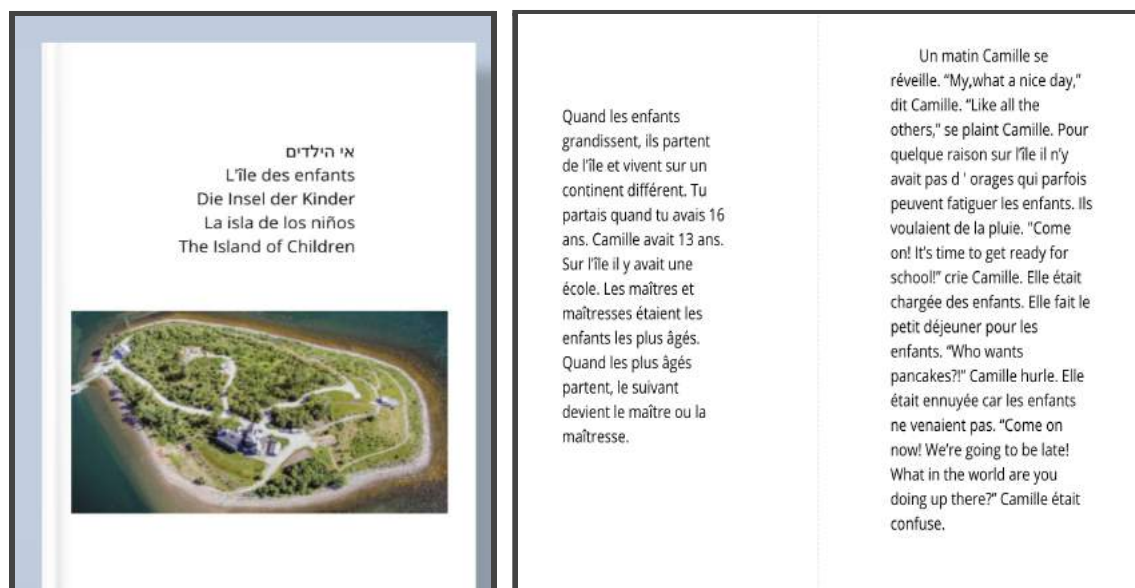 אי הילדים
L'île des enfants
Die Insel der Kinder
La isla de los niños
The Island of Children
Quand les enfants
grandissent, ils partent
de l'île et vivent sur un
continent différent. Tu
partais quand tu avais 16
ans. Camille avait 13 ans.
Sur l'île il y avait une
école. Les maîtres et
maîtresses étaient les
enfants les plus âgés.
Quand les plus âgés
partent, le suivant
devient le maître ou la
maîtresse.
Un matin Camille se
réveille. “My,what a nice day,”
dit Camille. “Like all the
others,” se plaint Camille. Pour
quelque raison sur l’île il n’y
avait pas d ' orages qui parfois
peuvent fatiguer les enfants. Ils
voulaient de la pluie. "Come
on! It's time to get ready for
school!” crie Camille. Elle était
chargée des enfants. Elle fait le
petit déjeuner pour les
enfants. “Who wants
pancakes?!” Camille hurle. Elle
était ennuyée car les enfants
ne venaient pas. “Come on
now! We’re going to be late!
What in the world are you
doing up there?” Camille était
confuse.